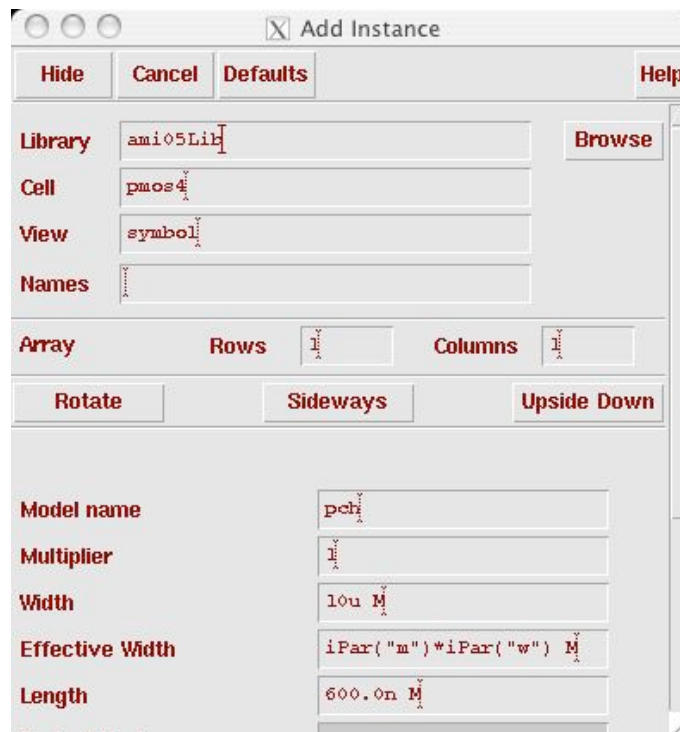 X Add Instance
Hide Cancel Defaults Help
Library ami05Lib Browse
Cell pmos4
View symbol
Names
Array Rows 1 Columns 1
Rotate Sideways Upside Down
Model name pch
Multiplier 1
Width 10u M
Effective Width iPar("m")*iPar("w") M
Length 600.0n M